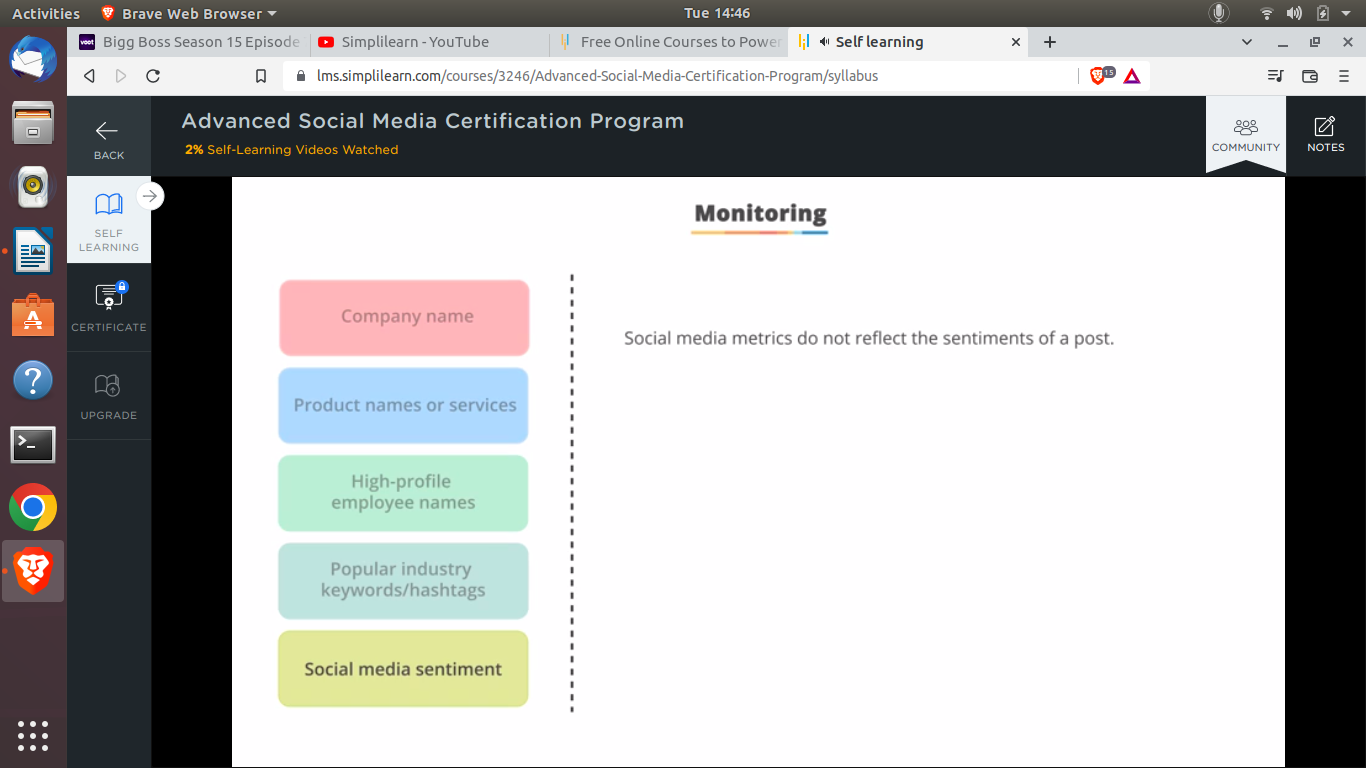 Activities
Brave Web Browser
Tue 14:46
voot
Bigg Boss Season 15 Episode
Simplilearn - YouTube
Free Online Courses to Power
Self learning
lms.simplilearn.com/courses/3246/Advanced-Social-Media-Certification-Program/syllabus
15
BACK
Advanced Social Media Certification Program
2% Self-Learning Videos Watched
COMMUNITY
NOTES
SELF
LEARNING
CERTIFICATE
UPGRADE
Monitoring
Company name
Product names or services
High-profile
employee names
Popular industry
keywords/hashtags
Social media sentiment
Social media metrics do not reflect the sentiments of a post.